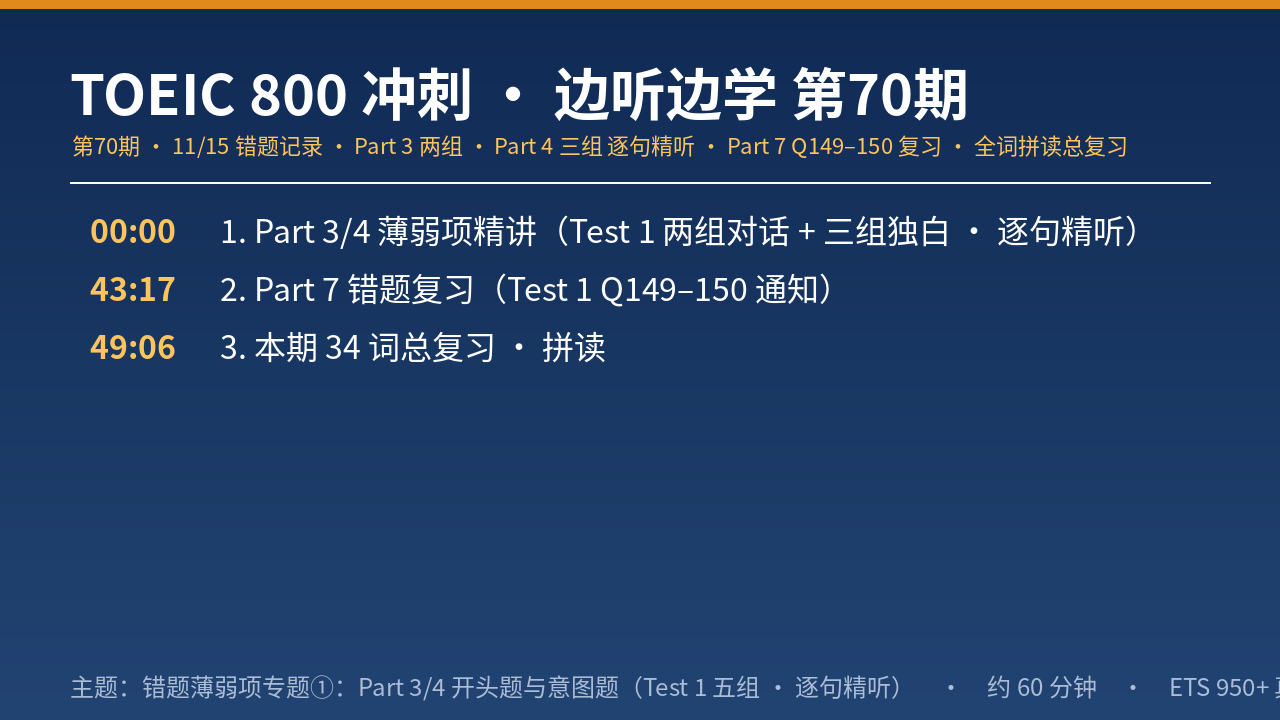 TOEIC 800 冲刺 · 边听边学 第70期
第70期 · 11/15 错题记录 · Part 3 两组 · Part 4 三组 逐句精听 · Part 7 Q149–150 复习 · 全词拼读总复习
00:00 1. Part 3/4 薄弱项精讲（Test 1 两组对话 + 三组独白 · 逐句精听）
43:17 2. Part 7 错题复习（Test 1 Q149–150 通知）
49:06 3. 本期 34 词总复习 · 拼读
主题：错题薄弱项专题①：Part 3/4 开头题与意图题（Test 1 五组 · 逐句精听） · 约 60 分钟 · ETS 950+